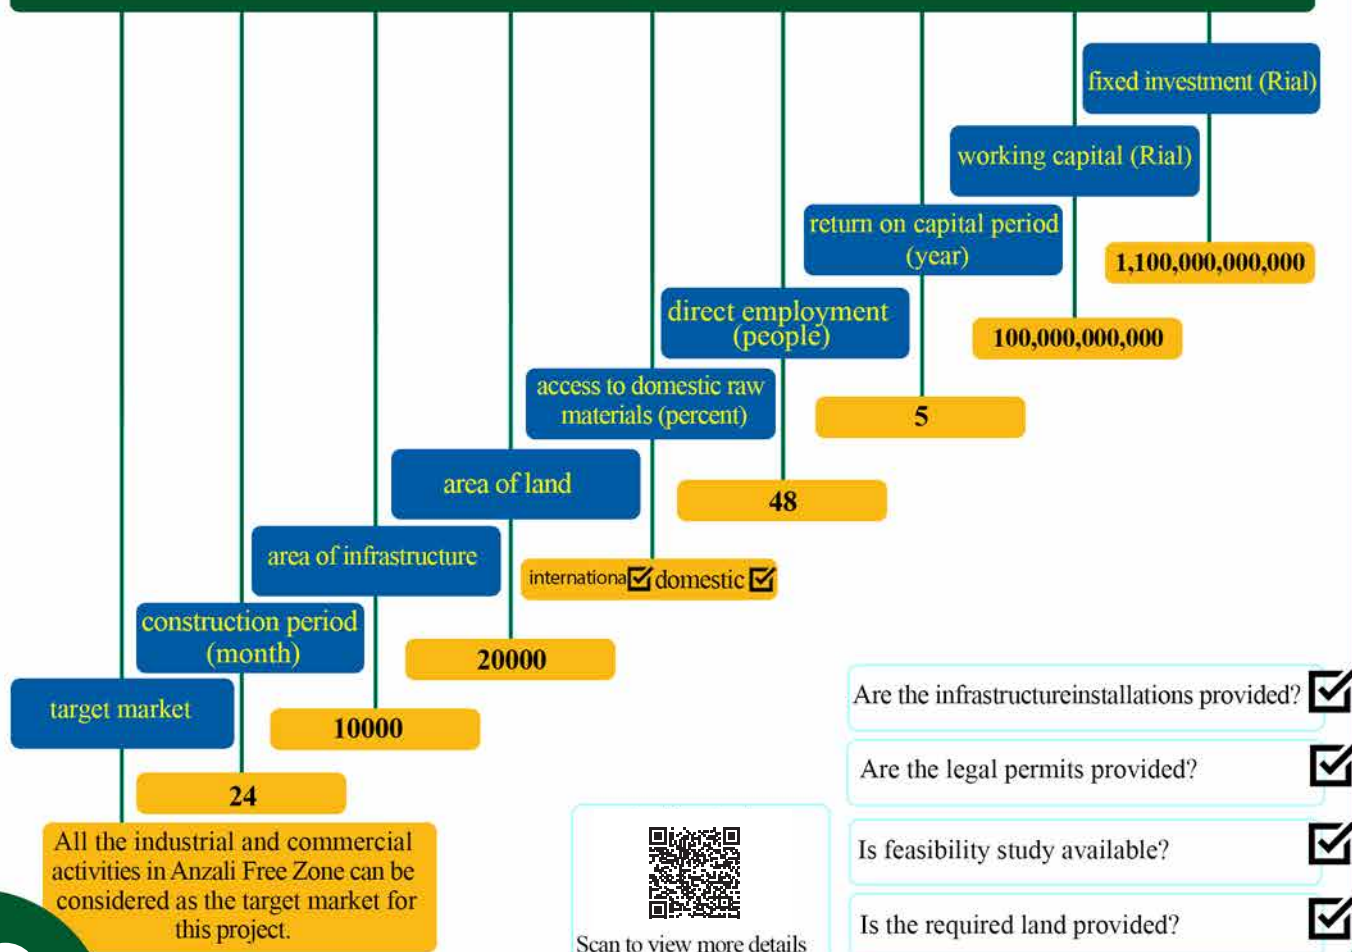 fixed investment (Rial)
1,100,000,000,000
working capital (Rial)
100,000,000,000
return on capital period
(year)
5
direct employment
(people)
48
access to domestic raw
materials (percent)
internationa domestic
area of land
20000
area of infrastructure
10000
construction period
(month)
24
target market
All the industrial and commercial
activities in Anzali Free Zone can be
considered as the target market for
this project.
Scan to view more details
Are the infrastructureinstallations provided?
Are the legal permits provided?
Is feasibility study available?
Is the required land provided?